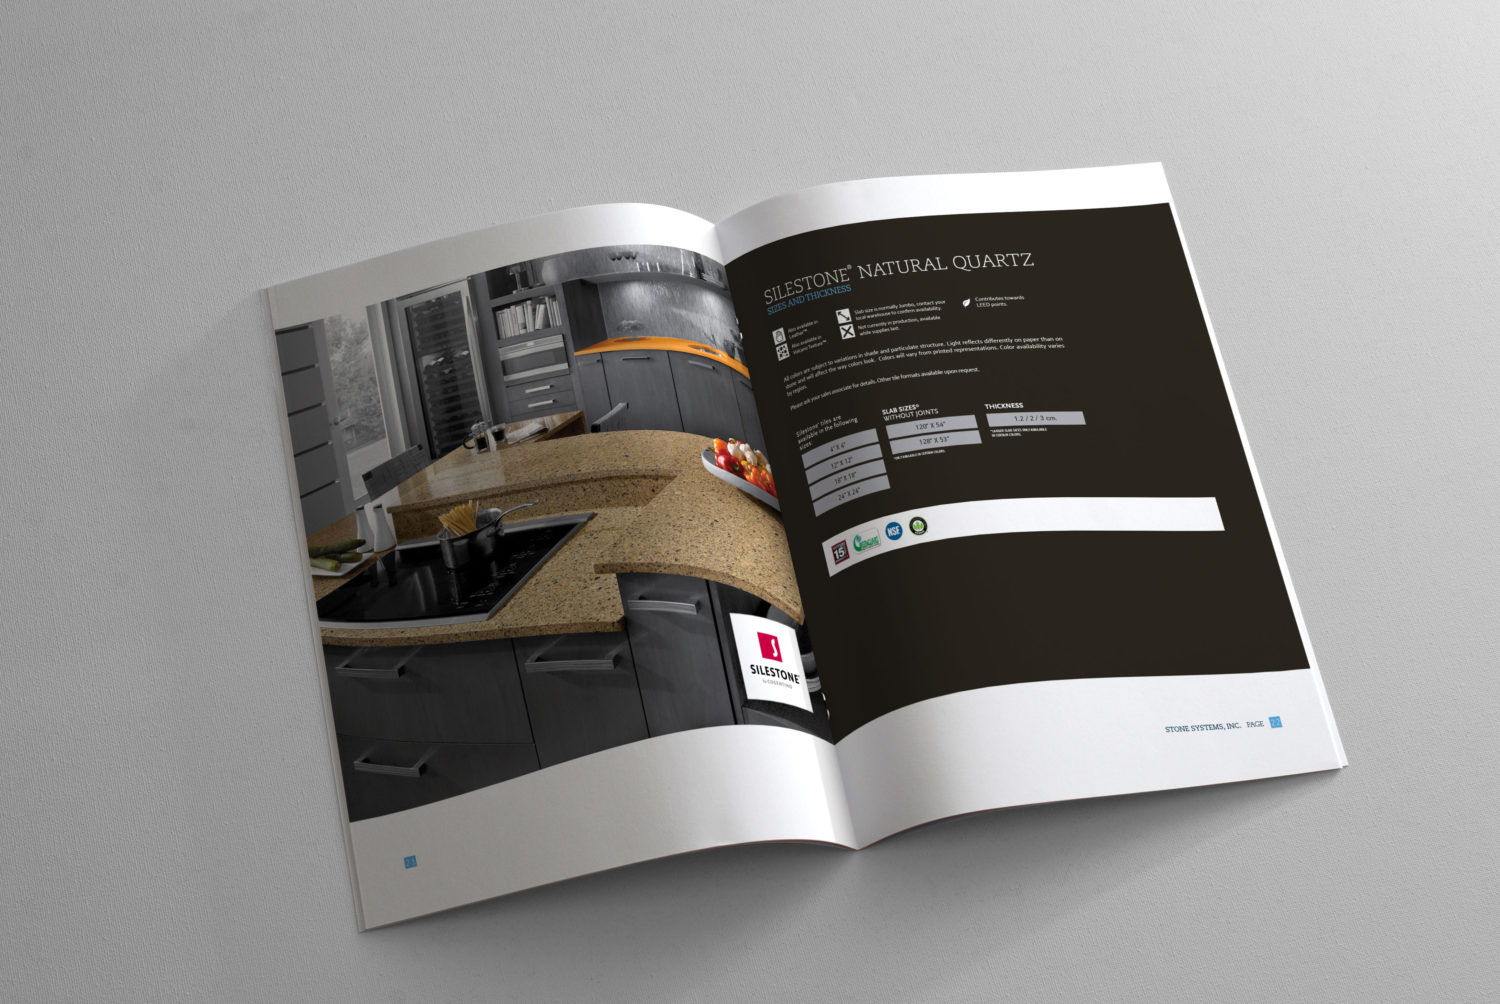 SILESTONE® NATURAL QUARTZ
SIZES AND THICKNESS
Also available in
Leather™.
Also available in
Volcano Texture™.
Slab size is normally Jumbo, contact your
local warehouse to confirm availability.
Not currently in production, available
while supplies last.
Contributes towards
LEED points.
All colors are subject to variations in shade and particulate structure. Light reflects differently on paper than on
stone and will affect the way colors look. Colors will vary from printed representations. Color availability varies
by region.
Please ask your sales associate for details. Other tile formats available upon request.
Silestone® tiles are
available in the following
sizes:
4" X 4"
12" X 12"
18" X 18"
24" X 24"
SLAB SIZES®
WITHOUT JOINTS
120" X 54"
128" X 53"
*ONLY AVAILABLE IN CERTAIN COLORS.
THICKNESS
1.2 / 2 / 3 cm.
*LARGER SLAB SIZES ONLY AVAILABLE
IN CERTAIN COLORS.
15
NSF
S
SILESTONE®
by COSENTINO
STONE SYSTEMS, INC. PAGE 22
21